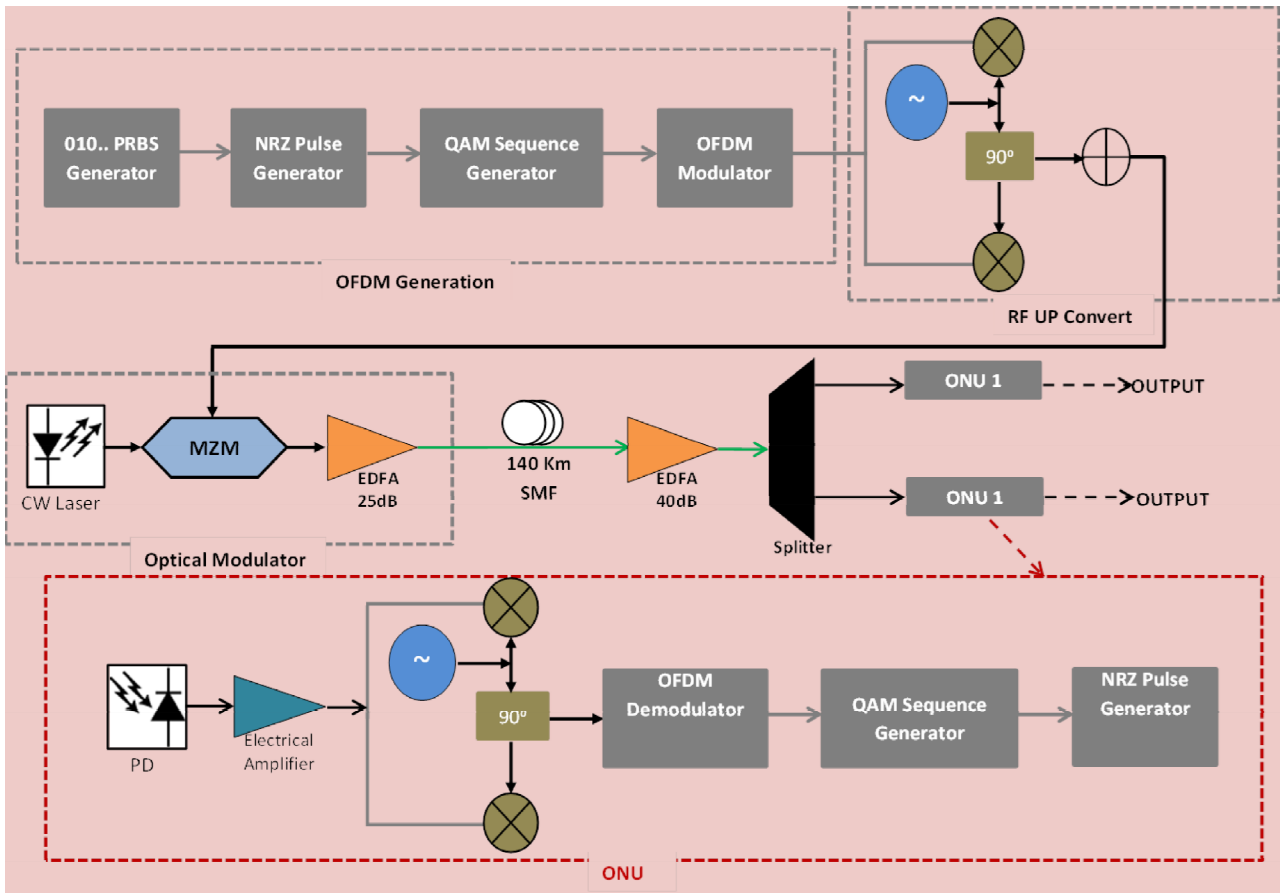 010.. PRBS
Generator
NRZ Pulse
Generator
QAM Sequence
Generator
OFDM
Modulator
~
90º
OFDM Generation
RF UP Convert
CW Laser
MZM
EDFA
25dB
140 Km
SMF
EDFA
40dB
Splitter
ONU 1
OUTPUT
ONU 1
OUTPUT
Optical Modulator
PD
Electrical
Amplifier
~
90º
OFDM
Demodulator
QAM Sequence
Generator
NRZ Pulse
Generator
ONU